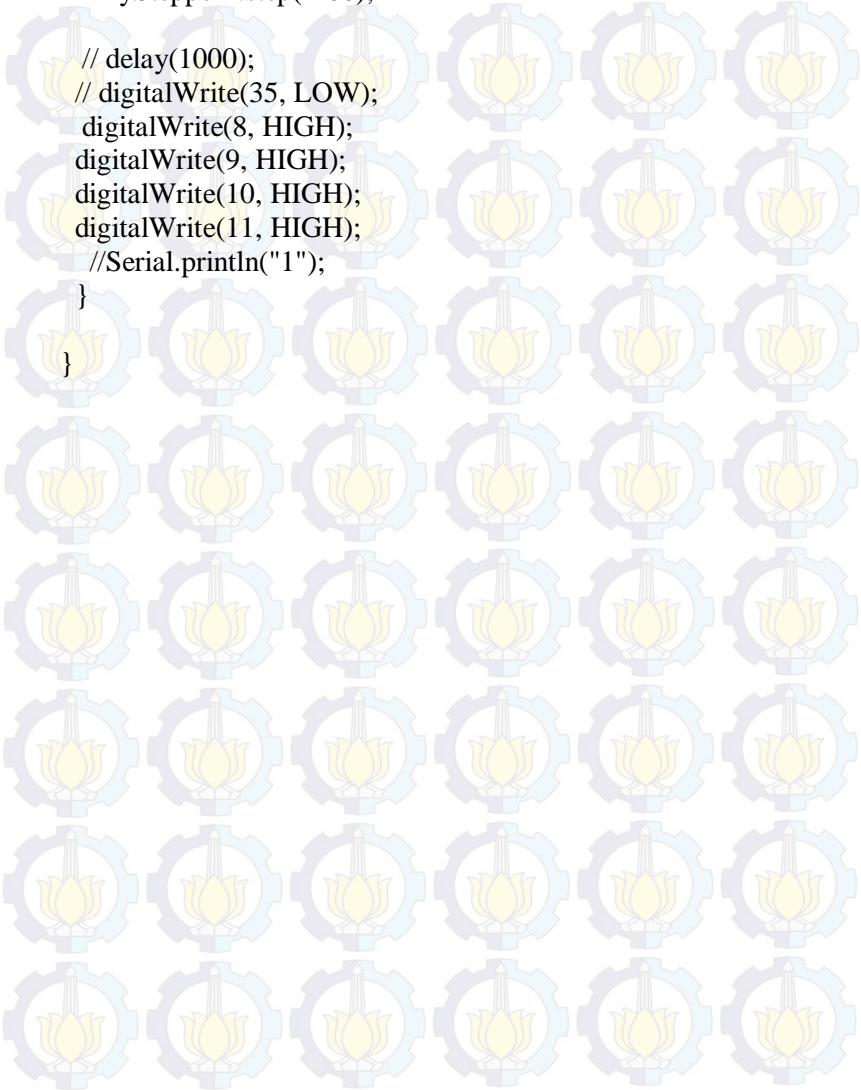 // delay(1000);
// digitalWrite(35, LOW);
digitalWrite(8, HIGH);
digitalWrite(9, HIGH);
digitalWrite(10, HIGH);
digitalWrite(11, HIGH);
//Serial.println("1");
}
}